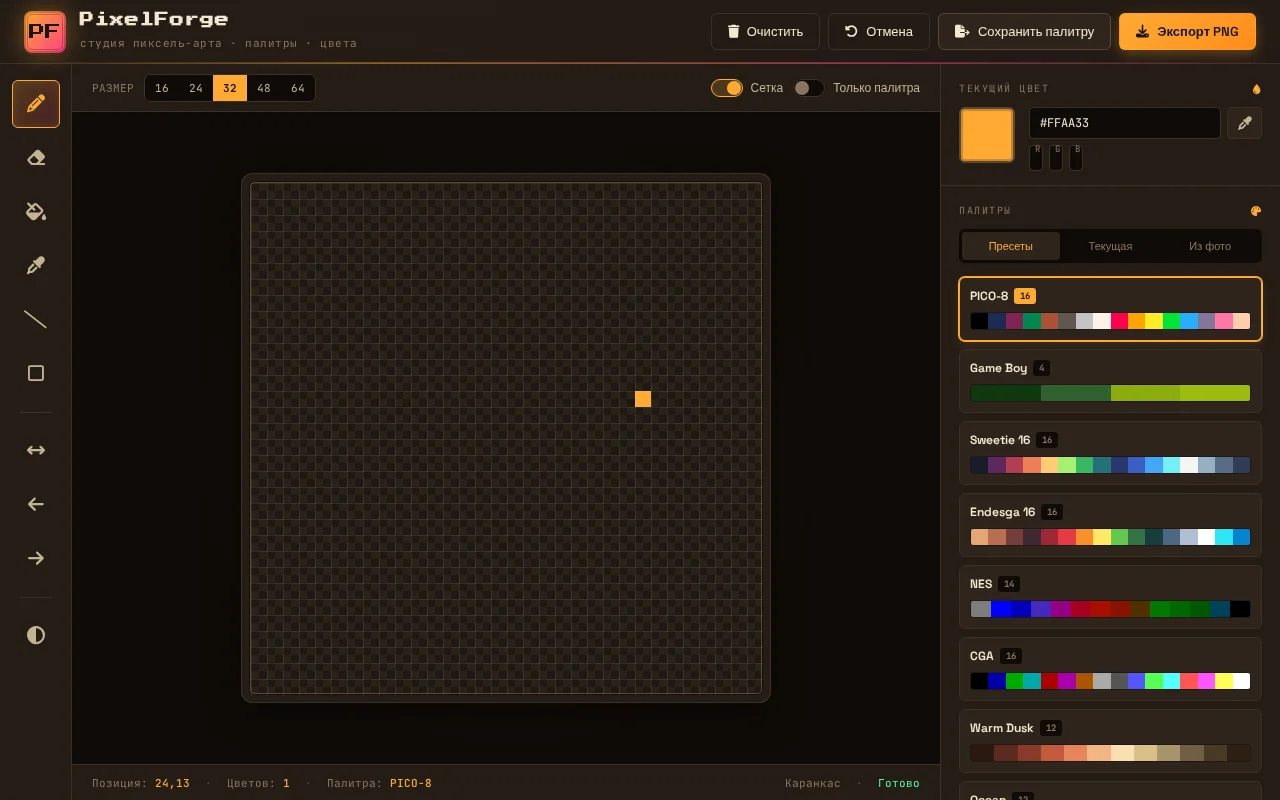 PF
PixelForge
студия пиксель-арта · палитры · цвета
Очистить
Отмена
Сохранить палитру
Экспорт PNG
РАЗМЕР
16 24 32 48 64
Сетка
Только палитра
ТЕКУЩИЙ ЦВЕТ
#FFAA33
R G B
ПАЛИТРЫ
Пресеты
Текущая
Из фото
PICO-8 16
Game Boy 4
Sweetie 16 16
Endesga 16 16
NES 14
CGA 16
Warm Dusk 12
Ocean 12
Позиция: 24,13 · Цветов: 1 · Палитра: PICO-8
Каранкас · Готово